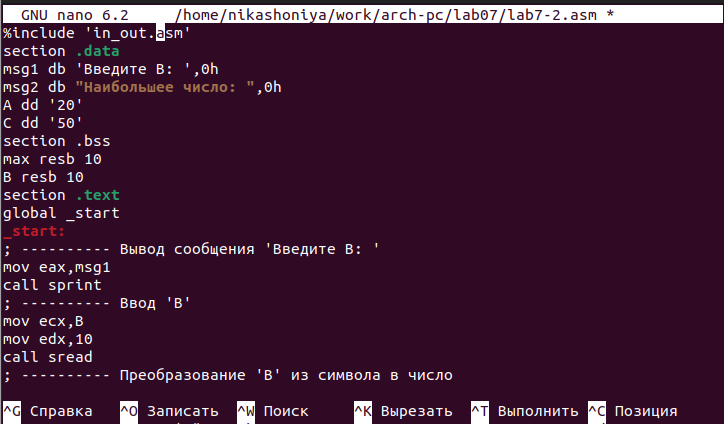 GNU nano 6.2 /home/nikashoniya/work/arch-pc/lab07/lab7-2.asm *
%include 'in_out.asm'
section .data
msg1 db 'Введите B: ',0h
msg2 db "Наибольшее число: ",0h
A dd '20'
C dd '50'
section .bss
max resb 10
B resb 10
section .text
global _start
_start:
; ---------- Вывод сообщения 'Введите B: '
mov eax,msg1
call sprint
; ---------- Ввод 'B'
mov ecx,B
mov edx,10
call sread
; ---------- Преобразование 'B' из символа в число
^G Справка ^O Записать ^W Поиск ^K Вырезать ^T Выполнить ^C Позиция